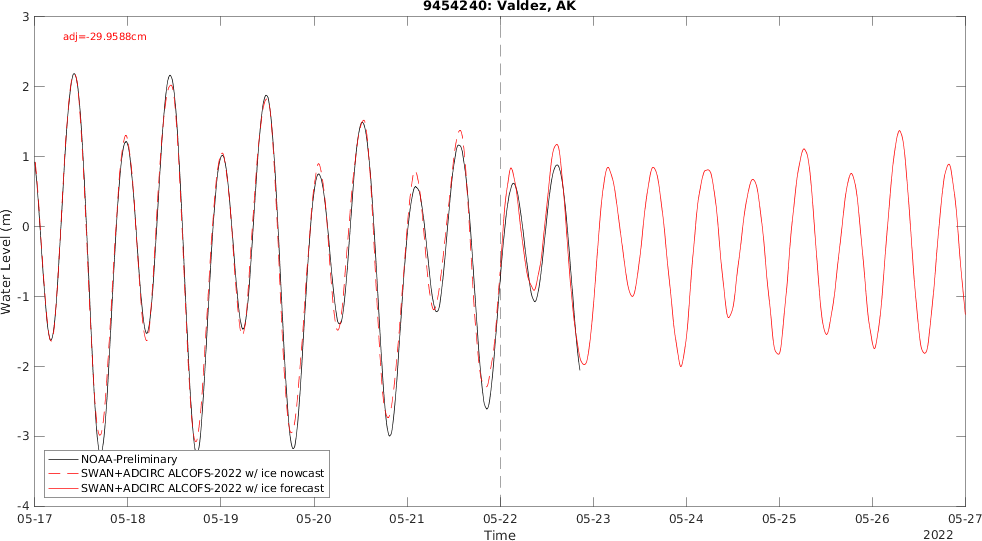 9454240: Valdez, AK
adj=-29.9588cm
Water Level (m)
3
2
1
0
-1
-2
-3
-4
NOAA-Preliminary
SWAN+ADCIRC ALCOFS-2022 w/ ice nowcast
SWAN+ADCIRC ALCOFS-2022 w/ ice forecast
05-17 05-18 05-19 05-20 05-21 05-22 05-23 05-24 05-25 05-26 05-27
Time
2022